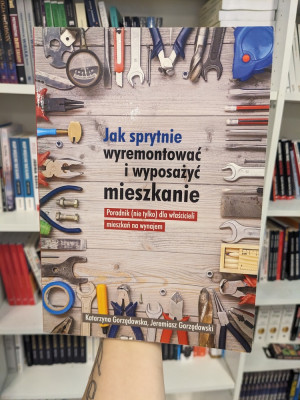 Jak sprytnie
wyremontować
i wyposażyć
mieszkanie
Poradnik (nie tylko) dla właścicieli
mieszkań na wynajem
Katarzyna Gorzędowska, Jeremiasz Gorzędowski